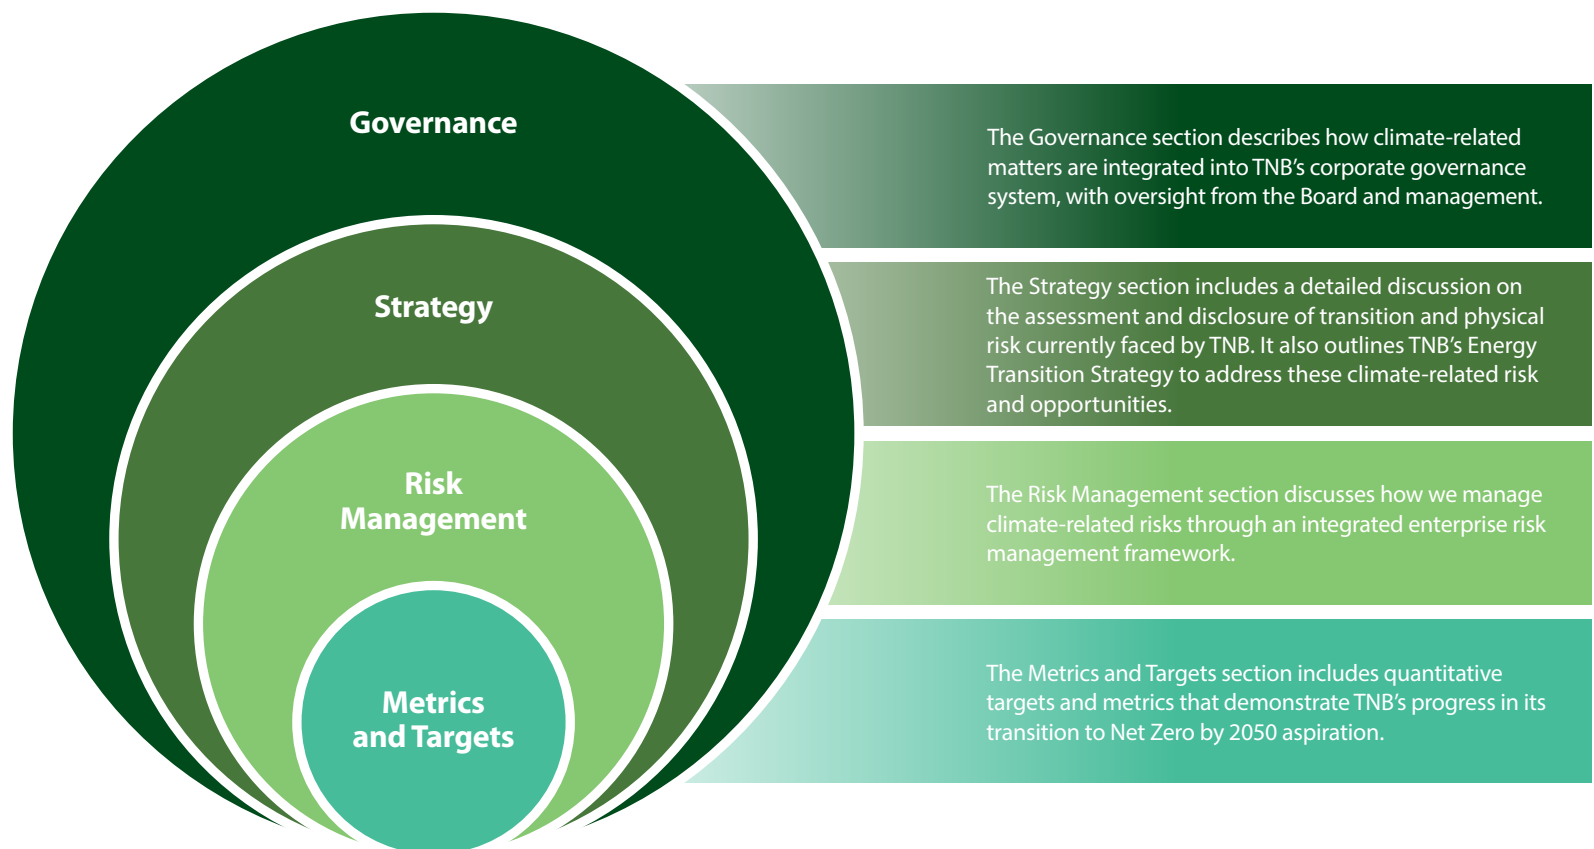 Governance
The Governance section describes how climate-related
matters are integrated into TNB's corporate governance
system, with oversight from the Board and management.
Strategy
The Strategy section includes a detailed discussion on
the assessment and disclosure of transition and physical
risk currently faced by TNB. It also outlines TNB's Energy
Transition Strategy to address these climate-related risk
and opportunities.
Risk
Management
The Risk Management section discusses how we manage
climate-related risks through an integrated enterprise risk
management framework.
Metrics
and Targets
The Metrics and Targets section includes quantitative
targets and metrics that demonstrate TNB's progress in its
transition to Net Zero by 2050 aspiration.